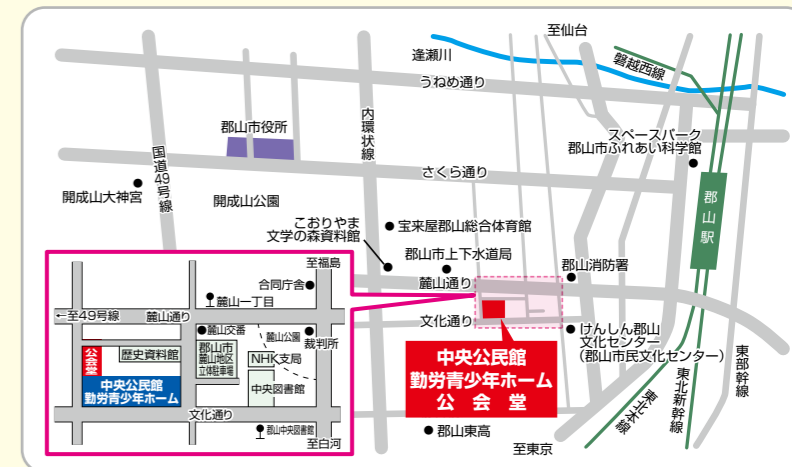 至仙台
逢瀬川
磐越西線
うねめ通り
郡山市役所
内環状線
スペースパーク
郡山市ふれあい科学館
国道49号線
さくら通り
開成山大神宮
開成山公園
郡山駅
こおりやま
文学の森資料館
宝来屋郡山総合体育館
郡山市上下水道局
郡山消防署
麓山通り
文化通り
けんしん郡山
文化センター
(郡山市民文化センター)
中央公民館
勤労青少年ホーム
公会堂
東部幹線
東北新幹線
東北本線
郡山東高
至東京
至福島
合同庁舎
麓山一丁目
←至49号線
麓山通り
麓山交番
麓山公園
裁判所
公会堂
歴史資料館
郡山市
麓山地区
立体駐車場
NHK支局
中央公民館
勤労青少年ホーム
中央図書館
文化通り
郡山中央図書館
至白河